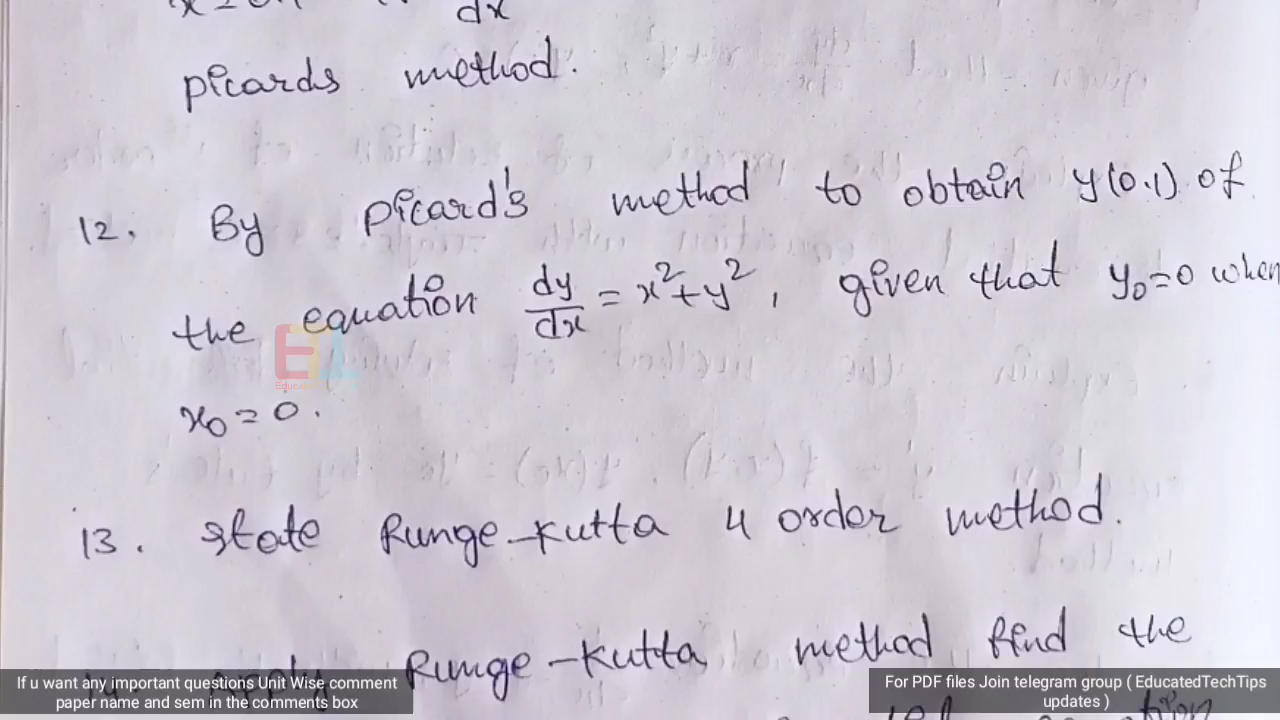 dx
picards method.
12. By picard's method to obtain y(0.1) of
the equation dy/dx = x²+y², given that y₀=0 when
x₀=0.
13. state Runge-Kutta 4 order method.
Runge-Kutta method find the
If u want any important questions Unit Wise comment
paper name and sem in the comments box
For PDF files Join telegram group ( EducatedTechTips
updates )